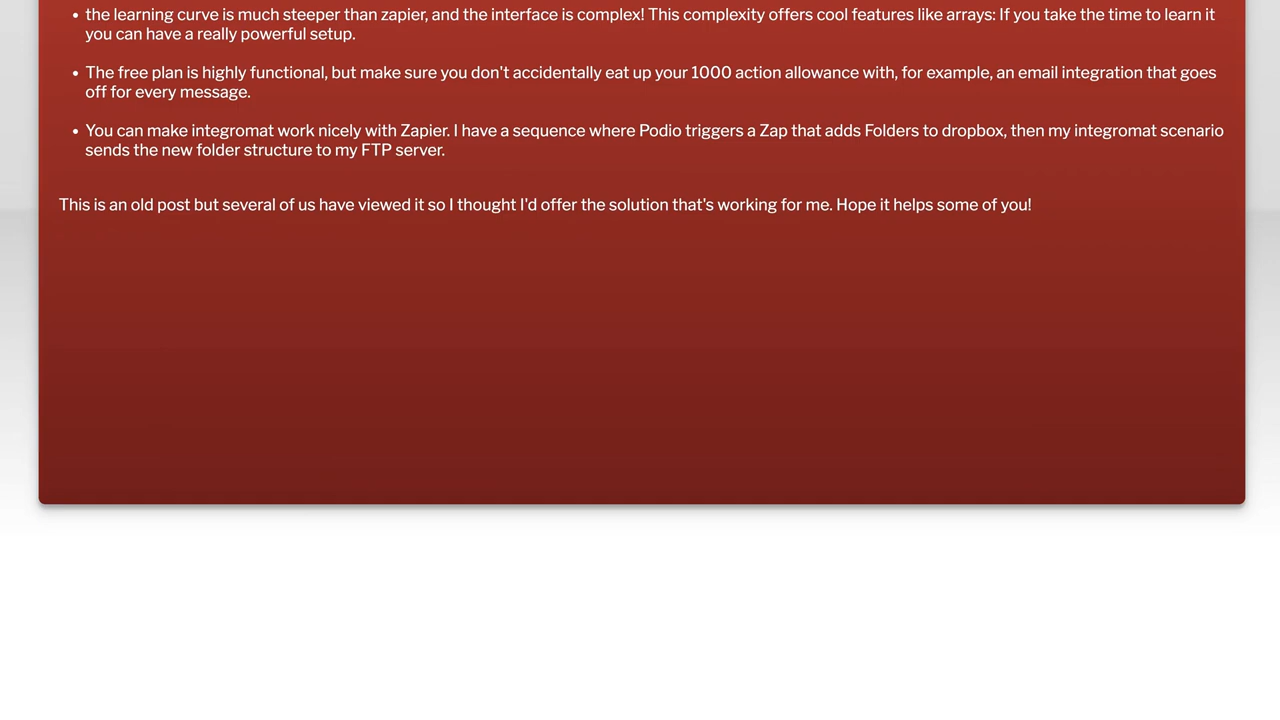 • the learning curve is much steeper than zapier, and the interface is complex! This complexity offers cool features like arrays: If you take the time to learn it
you can have a really powerful setup.
• The free plan is highly functional, but make sure you don't accidentally eat up your 1000 action allowance with, for example, an email integration that goes
off for every message.
• You can make integromat work nicely with Zapier. I have a sequence where Podio triggers a Zap that adds Folders to dropbox, then my integromat scenario
sends the new folder structure to my FTP server.
This is an old post but several of us have viewed it so I thought I'd offer the solution that's working for me. Hope it helps some of you!